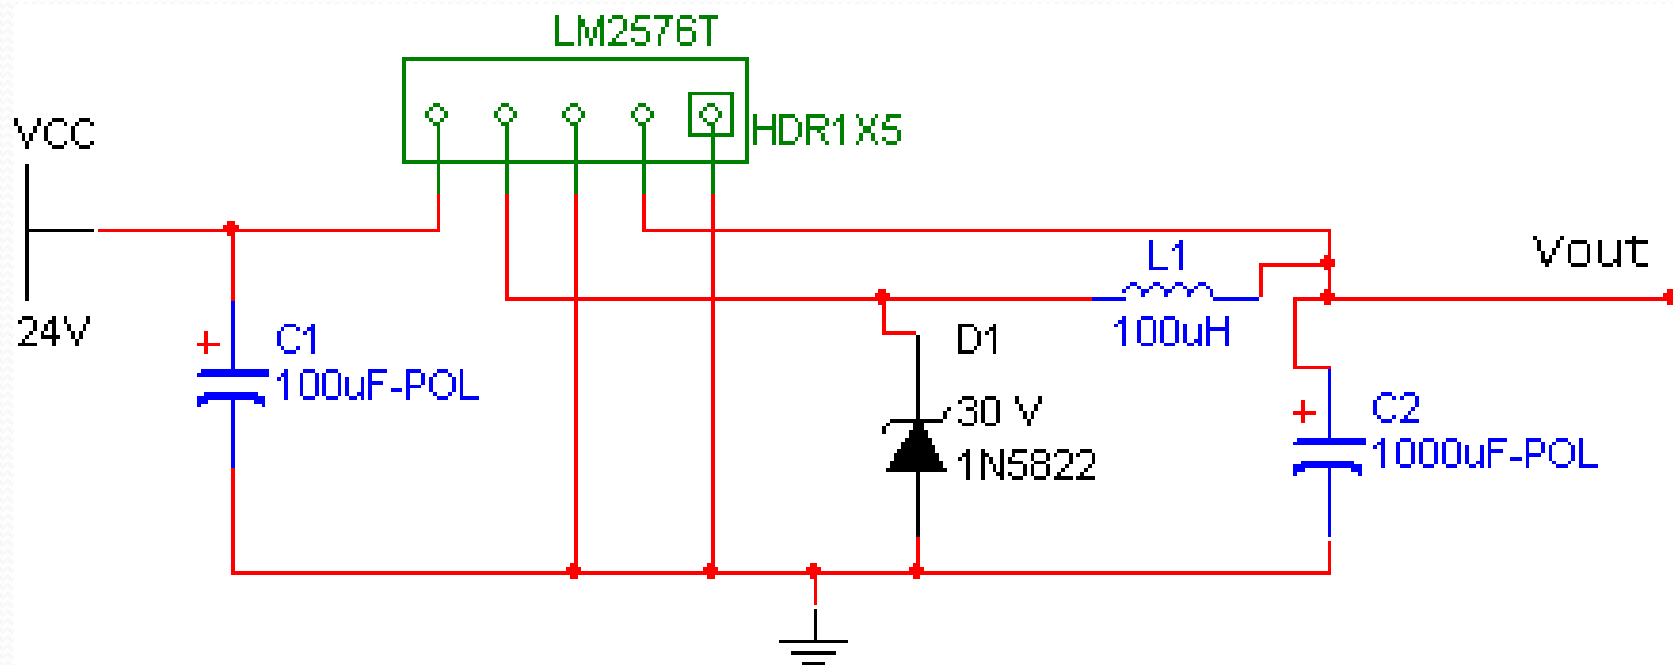 LM2576T
HDR1X5
VCC
24V
+
C1
100uF-POL
L1
100uH
Vout
D1
30 V
1N5822
+
C2
1000uF-POL